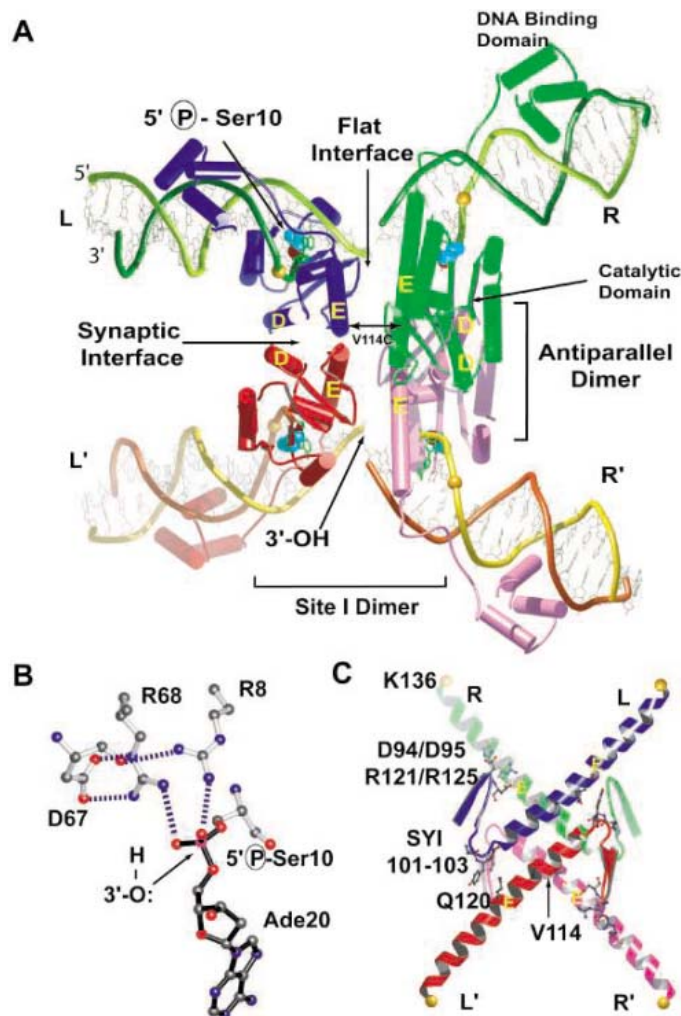 A
DNA Binding
Domain
5' P - Ser10
Flat
Interface
5'
L
3'
R
E
E
Catalytic
Domain
D
D
V114C
D
Synaptic
Interface
D
E
E
Antiparallel
Dimer
L'
R'
3'-OH
Site I Dimer
B
R68
R8
D67
H
3'-O:
5' P-Ser10
Ade20
C
K136
R
L
D94/D95
R121/R125
E
E
SYI
101-103
Q120
E
E
V114
L'
R'